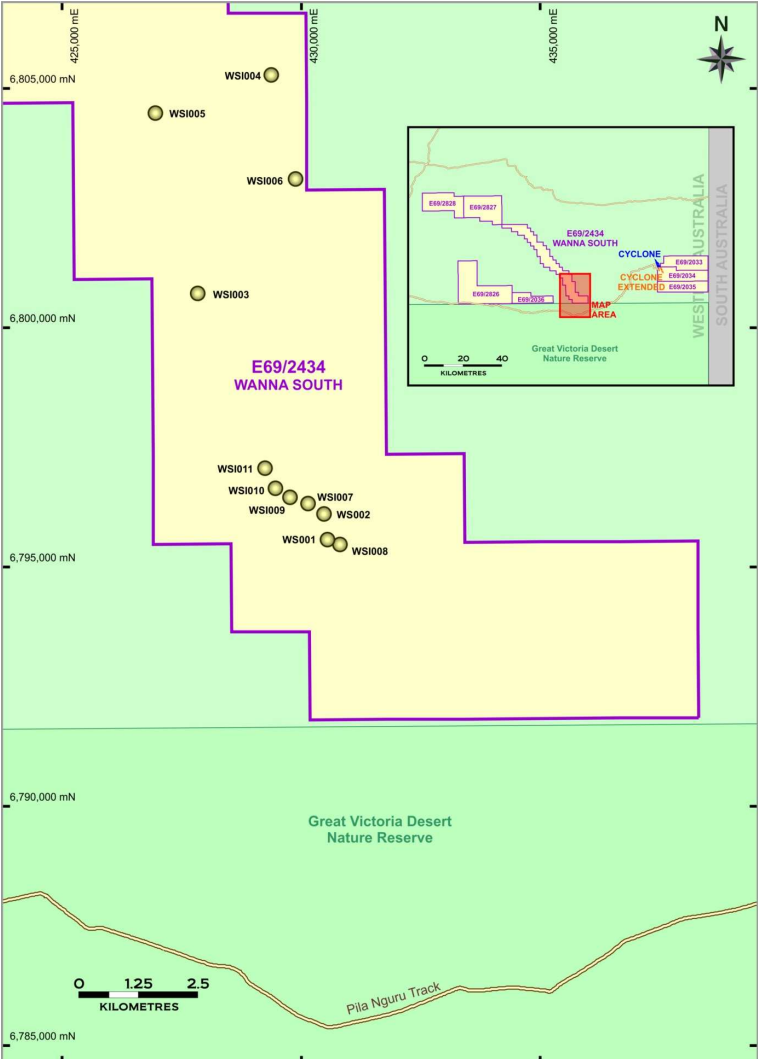 425,000 mE
430,000 mE
435,000 mE
N
6,805,000 mN
WSI004
WSI005
WSI006
WSI003
6,800,000 mN
E69/2434
WANNA SOUTH
WSI011
WSI010
WSI009
WSI007
WS002
WS001
WSI008
6,795,000 mN
E69/2828
E69/2827
E69/2434
WANNA SOUTH
CYCLONE
CYCLONE
EXTENDED
E69/2033
E69/2034
E69/2035
E69/2826
E69/2036
MAP
AREA
WEST AUSTRALIA
SOUTH AUSTRALIA
Great Victoria Desert
Nature Reserve
0 20 40
KILOMETRES
6,790,000 mN
Great Victoria Desert
Nature Reserve
0 1.25 2.5
KILOMETRES
Pila Nguru Track
6,785,000 mN